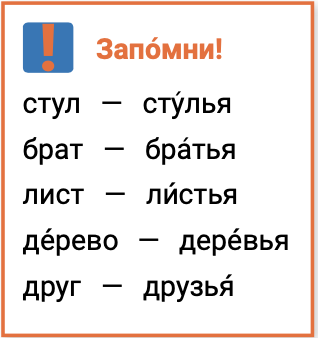 Запо́мни!
стул — сту́лья
брат — бра́тья
лист — ли́стья
де́рево — дере́вья
друг — друзья́